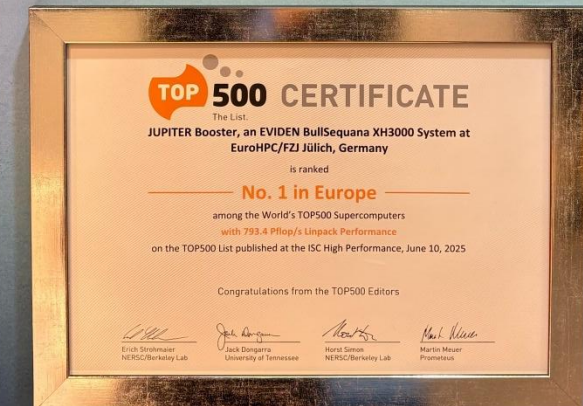 TOP 500 CERTIFICATE
The List.
JUPITER Booster, an EVIDEN BullSequana XH3000 System at
EuroHPC/FZJ Jülich, Germany
is ranked
No. 1 in Europe
among the World's TOP500 Supercomputers
with 793.4 Pflop/s Linpack Performance
on the TOP500 List published at the ISC High Performance, June 10, 2025
Congratulations from the TOP500 Editors
Erich Strohmaier
NERSC/Berkeley Lab
Jack Dongarra
University of Tennessee
Horst Simon
NERSC/Berkeley Lab
Martin Meuer
Prometeus